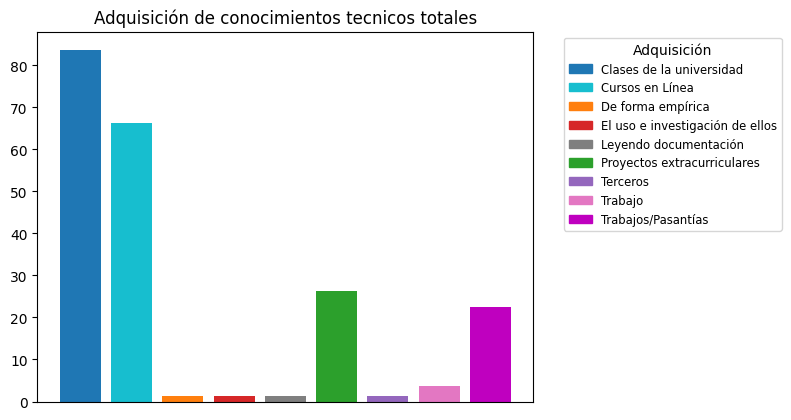 Adquisición de conocimientos tecnicos totales
80
70
60
50
40
30
20
10
0
Adquisición
Clases de la universidad
Cursos en Línea
De forma empírica
El uso e investigación de ellos
Leyendo documentación
Proyectos extracurriculares
Terceros
Trabajo
Trabajos/Pasantías